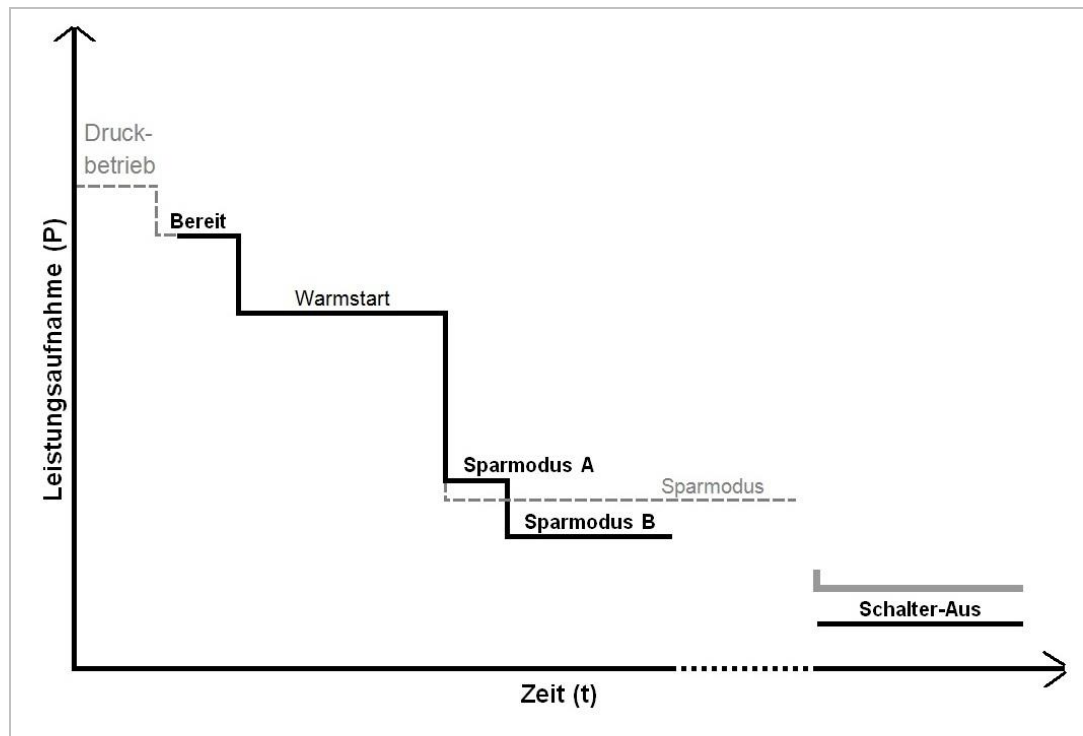 Druck-
betrieb
Bereit
Warmstart
Sparmodus A
Sparmodus
Sparmodus B
Schalter-Aus
Leistungsaufnahme (P)
Zeit (t)